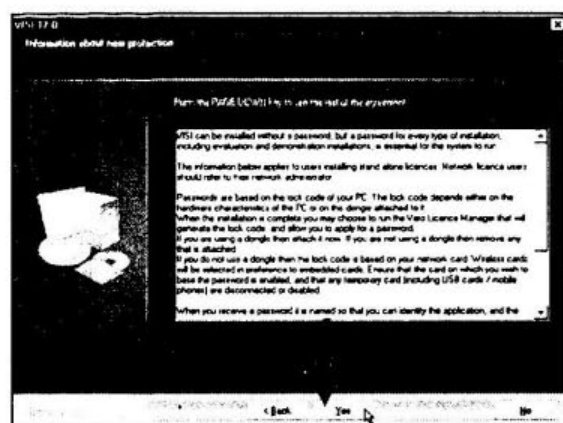 VISI 17.0
Information about new protection
Press the PAGE DOWN key to see the rest of the agreement.
VISI can be installed without a password, but a password for every type of installation,
including evaluation and demonstration installations, is essential for the system to run.
The information below applies to users installing stand alone licences. Network licence users
should refer to their network administrator.
Passwords are based on the lock code of your PC. The lock code depends either on the
hardware characteristics of the PC or on the dongle attached to it.
When the installation is complete you may choose to run the Vero Licence Manager that will
generate the lock code, and allow you to apply for a password.
If you are using a dongle then attach it now. If you are not using a dongle then remove any
that is attached.
If you do not use a dongle then the lock code is based on your network card. Wireless cards
will be selected in preference to embedded cards. Ensure that the card on which you wish to
base the password is enabled, and that any temporary card (including USB cards / mobile
phones) are deconnected or disabled.
When you receive a password it is named so that you can identify the application, and the
< Back Yes No